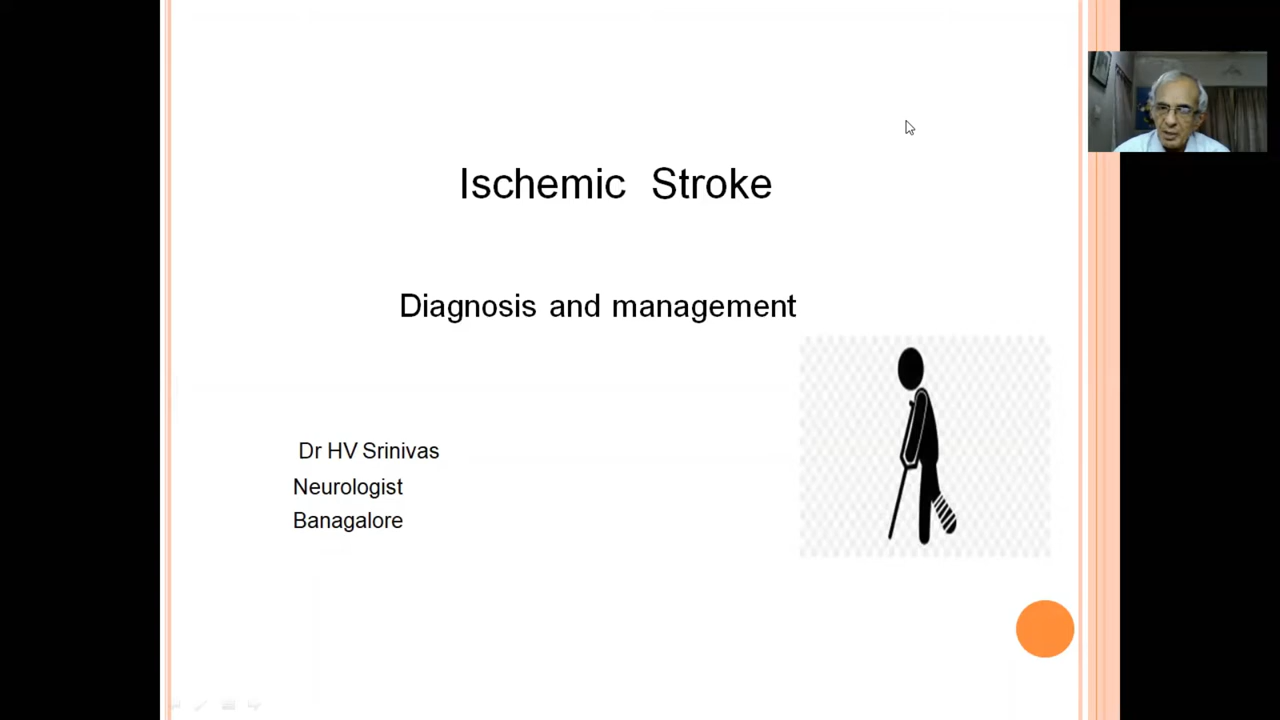 Ischemic Stroke
Diagnosis and management
Dr HV Srinivas
Neurologist
Banagalore